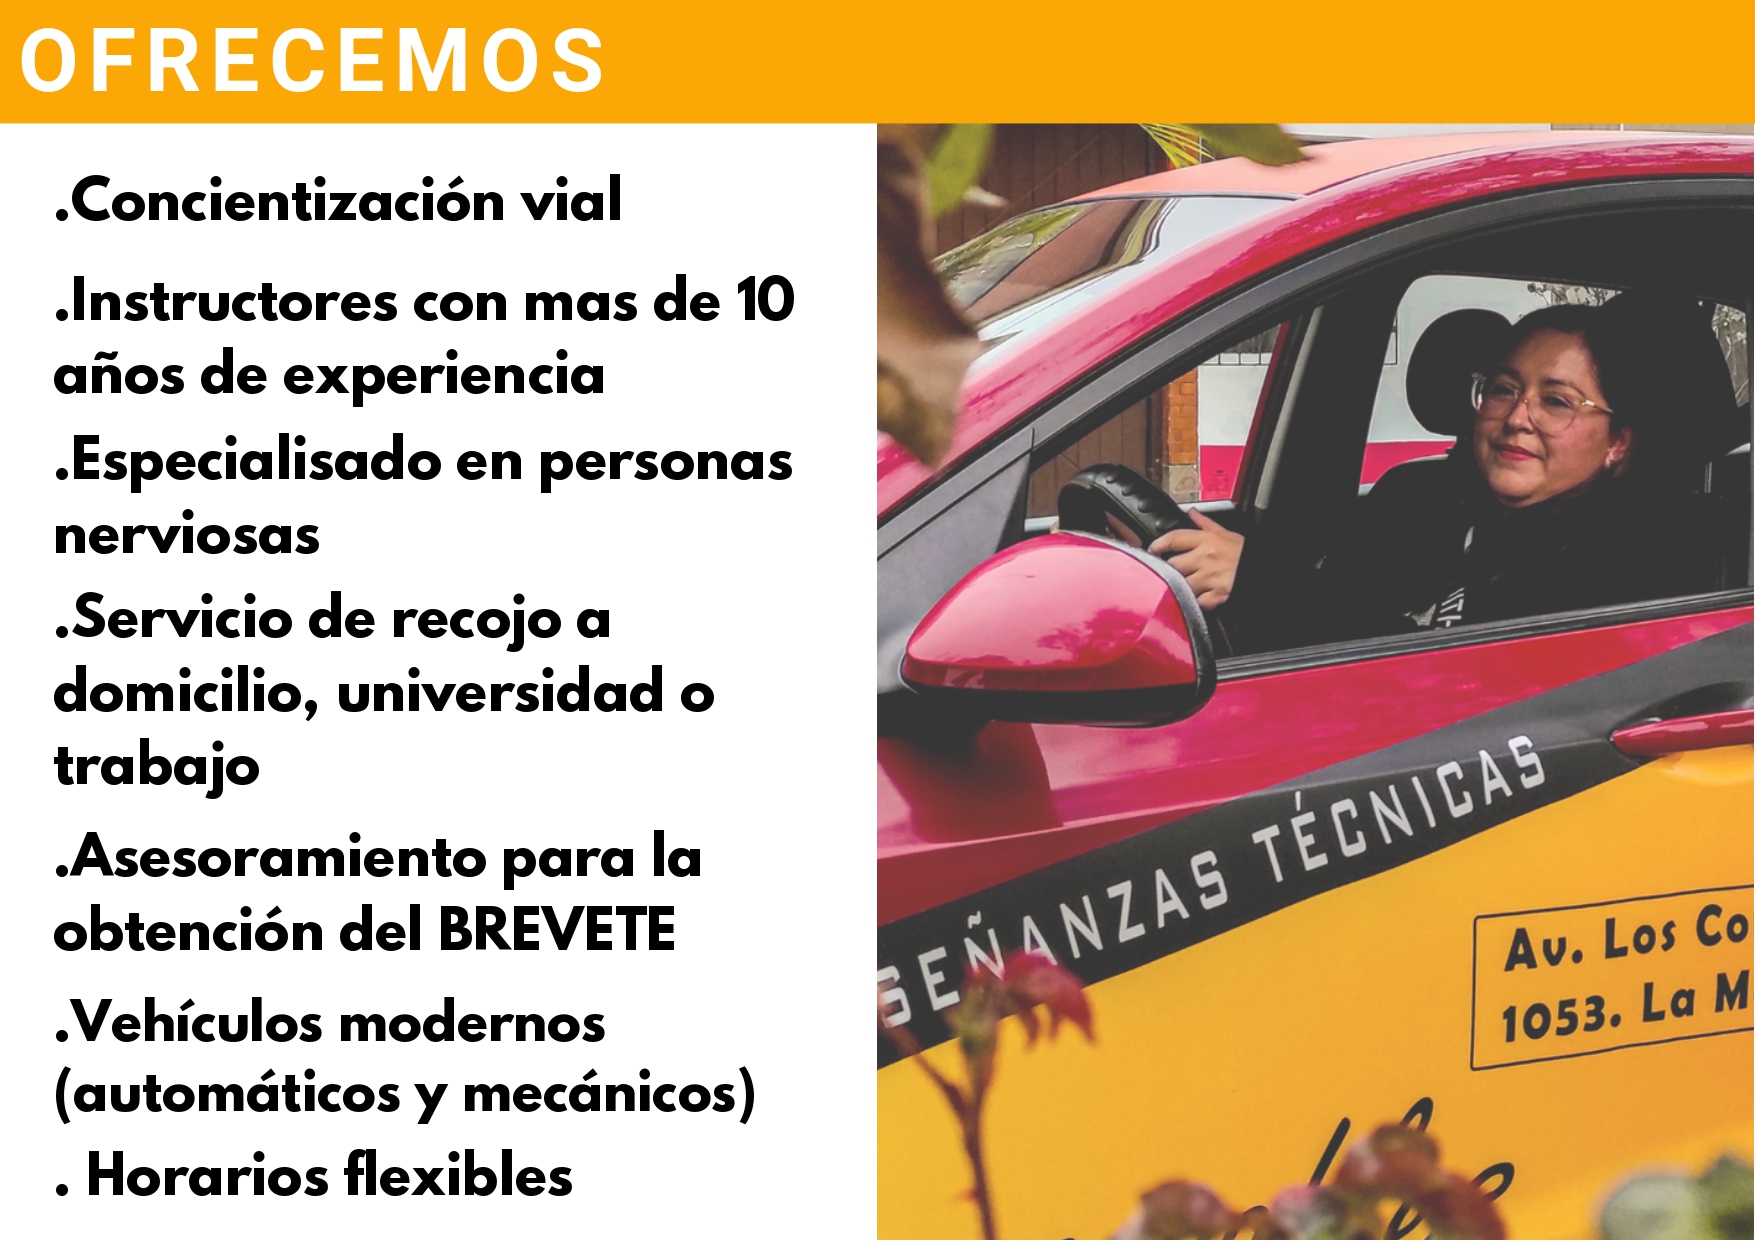 OFRECEMOS
.Concientización vial
.Instructores con mas de 10
años de experiencia
.Especialisado en personas
nerviosas
.Servicio de recojo a
domicilio, universidad o
trabajo
.Asesoramiento para la
obtención del BREVETE
.Vehículos modernos
(automáticos y mecánicos)
. Horarios flexibles
SEÑANZAS TÉCNICAS
Av. Los Co
1053. La M